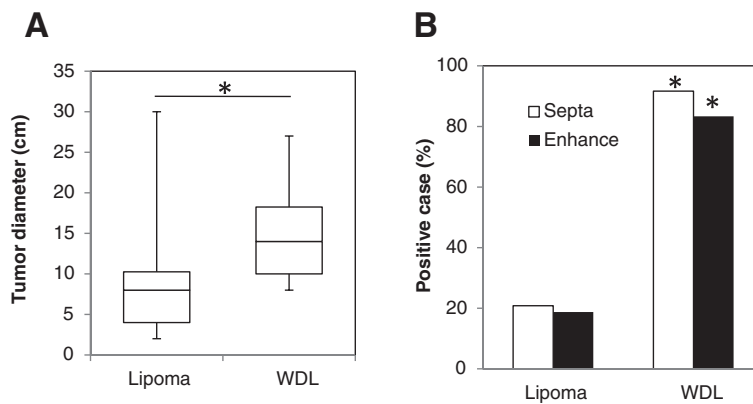 A
Tumor diameter (cm)
35
30
25
20
15
10
5
0
*
Lipoma WDL
B
Positive case (%)
100
80
60
40
20
0
Septa
Enhance
*
*
Lipoma WDL